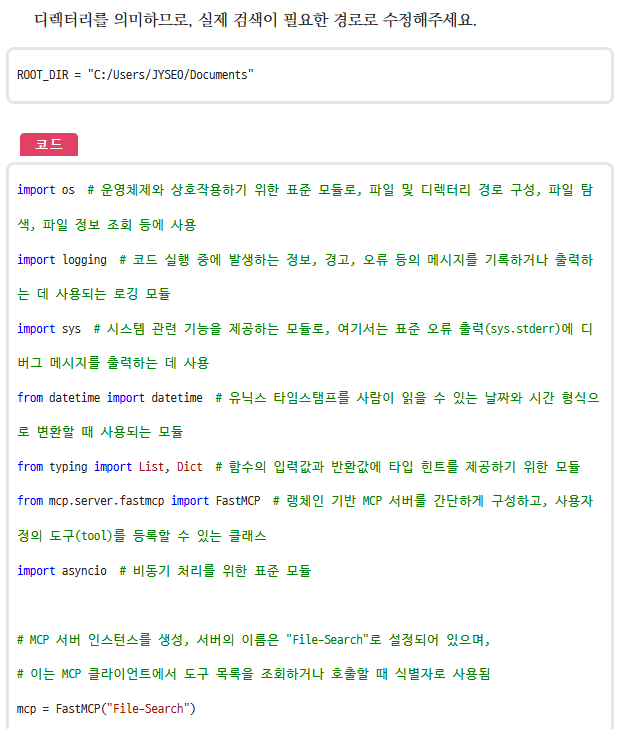 디렉터리를 의미하므로, 실제 검색이 필요한 경로로 수정해주세요.
ROOT_DIR = "C:/Users/JYSEO/Documents"
코드
import os  # 운영체제와 상호작용하기 위한 표준 모듈로, 파일 및 디렉터리 경로 구성, 파일 탐
색, 파일 정보 조회 등에 사용
import logging  # 코드 실행 중에 발생하는 정보, 경고, 오류 등의 메시지를 기록하거나 출력하
는 데 사용되는 로깅 모듈
import sys  # 시스템 관련 기능을 제공하는 모듈로, 여기서는 표준 오류 출력(sys.stderr)에 디
버그 메시지를 출력하는 데 사용
from datetime import datetime  # 유닉스 타임스탬프를 사람이 읽을 수 있는 날짜와 시간 형식으
로 변환할 때 사용되는 모듈
from typing import List, Dict  # 함수의 입력값과 반환값에 타입 힌트를 제공하기 위한 모듈
from mcp.server.fastmcp import FastMCP  # 랭체인 기반 MCP 서버를 간단하게 구성하고, 사용자
정의 도구(tool)를 등록할 수 있는 클래스
import asyncio  # 비동기 처리를 위한 표준 모듈
# MCP 서버 인스턴스를 생성, 서버의 이름은 "File-Search"로 설정되어 있으며,
# 이는 MCP 클라이언트에서 도구 목록을 조회하거나 호출할 때 식별자로 사용됨
mcp = FastMCP("File-Search")